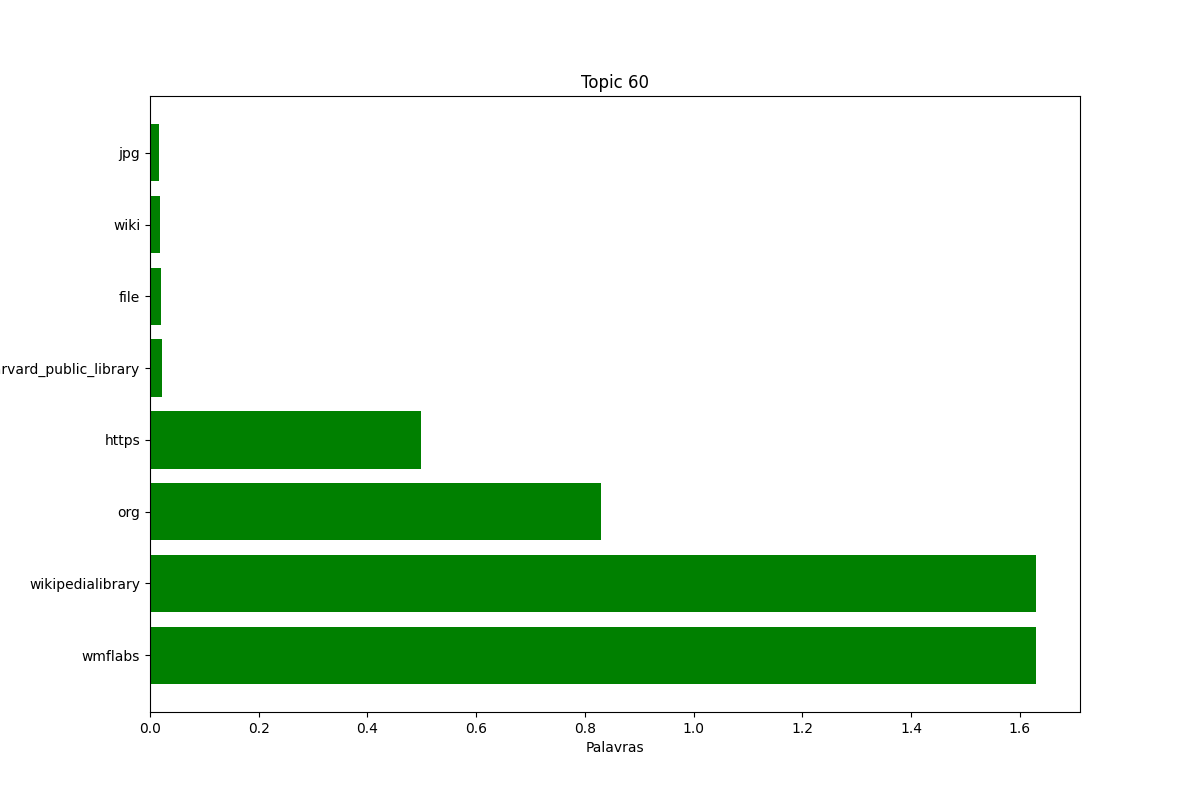 Topic 60
jpg
wiki
file
rvard_public_library
https
org
wikipedialibrary
wmflabs
0.0 0.2 0.4 0.6 0.8 1.0 1.2 1.4 1.6
Palavras